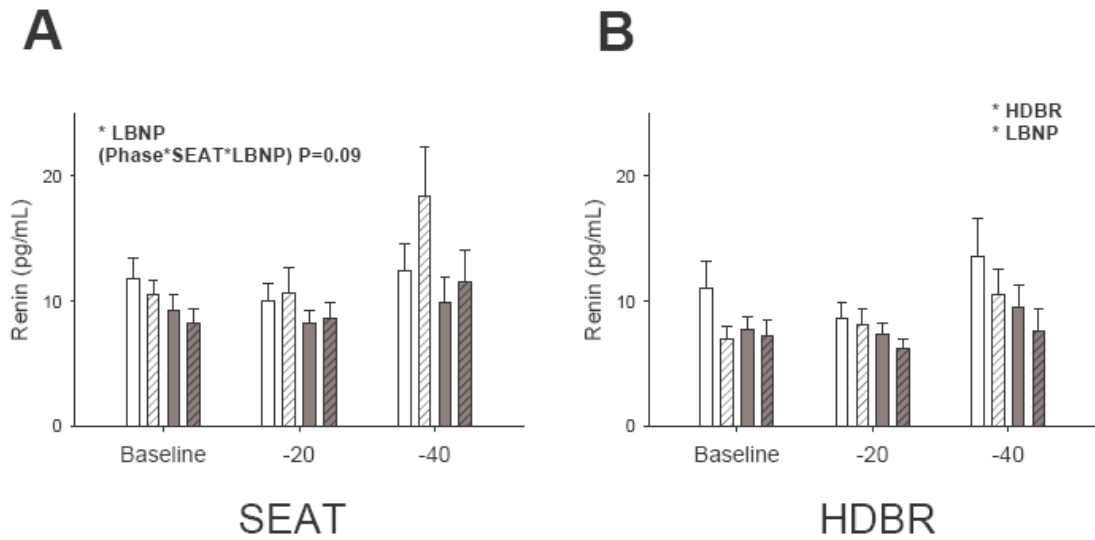 A
* LBNP
(Phase*SEAT*LBNP) P=0.09
Renin (pg/mL)
20
10
0
Baseline
-20
-40
SEAT
B
* HDBR
* LBNP
Renin (pg/mL)
20
10
0
Baseline
-20
-40
HDBR